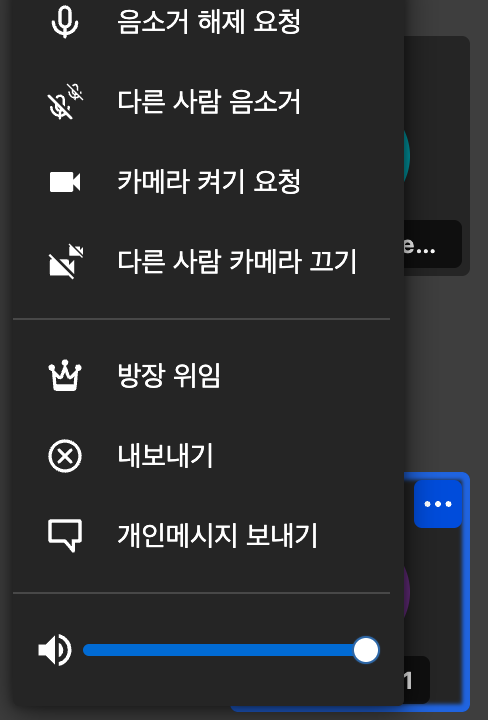 음소거 해제 요청
다른 사람 음소거
카메라 켜기 요청
e...
다른 사람 카메라 끄기
방장 위임
내보내기
개인메시지 보내기
1